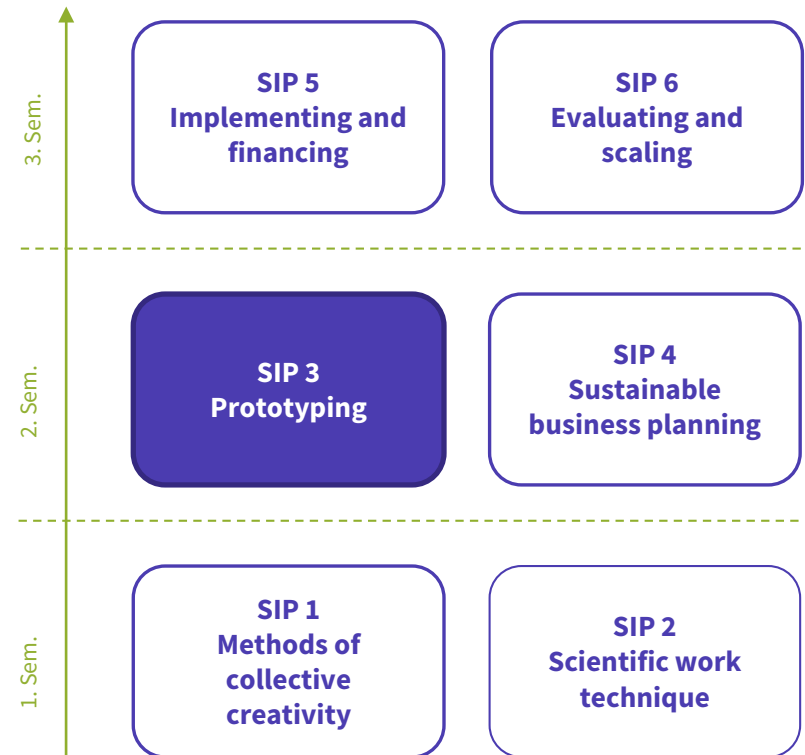 3. Sem.
SIP 5
Implementing and
financing
SIP 6
Evaluating and
scaling
2. Sem.
SIP 3
Prototyping
SIP 4
Sustainable
business planning
1. Sem.
SIP 1
Methods of
collective
creativity
SIP 2
Scientific work
technique